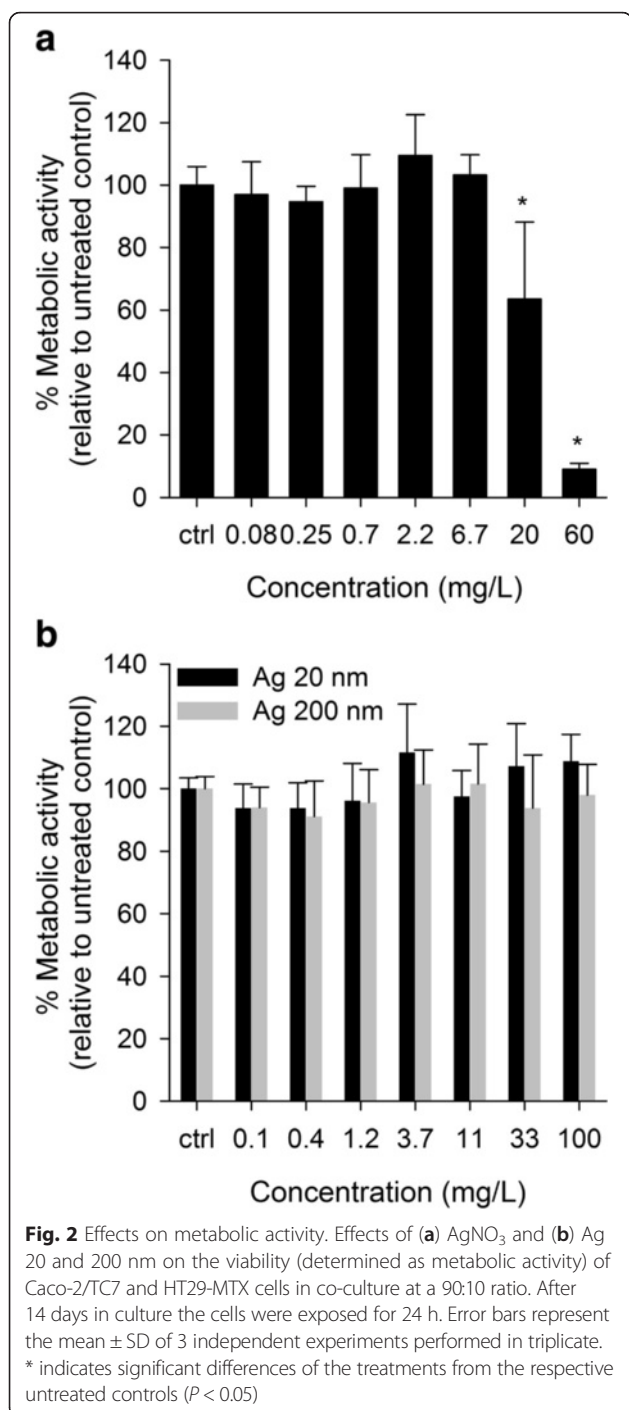 a
% Metabolic activity
(relative to untreated control)
140
120
100
80
60
40
20
0
*
*
ctrl 0.08 0.25 0.7 2.2 6.7 20 60
Concentration (mg/L)
b
% Metabolic activity
(relative to untreated control)
140
120
100
80
60
40
20
0
Ag 20 nm
Ag 200 nm
ctrl 0.1 0.4 1.2 3.7 11 33 100
Concentration (mg/L)
Fig. 2 Effects on metabolic activity. Effects of (a) AgNO₃ and (b) Ag
20 and 200 nm on the viability (determined as metabolic activity) of
Caco-2/TC7 and HT29-MTX cells in co-culture at a 90:10 ratio. After
14 days in culture the cells were exposed for 24 h. Error bars represent
the mean ± SD of 3 independent experiments performed in triplicate.
* indicates significant differences of the treatments from the respective
untreated controls (P < 0.05)